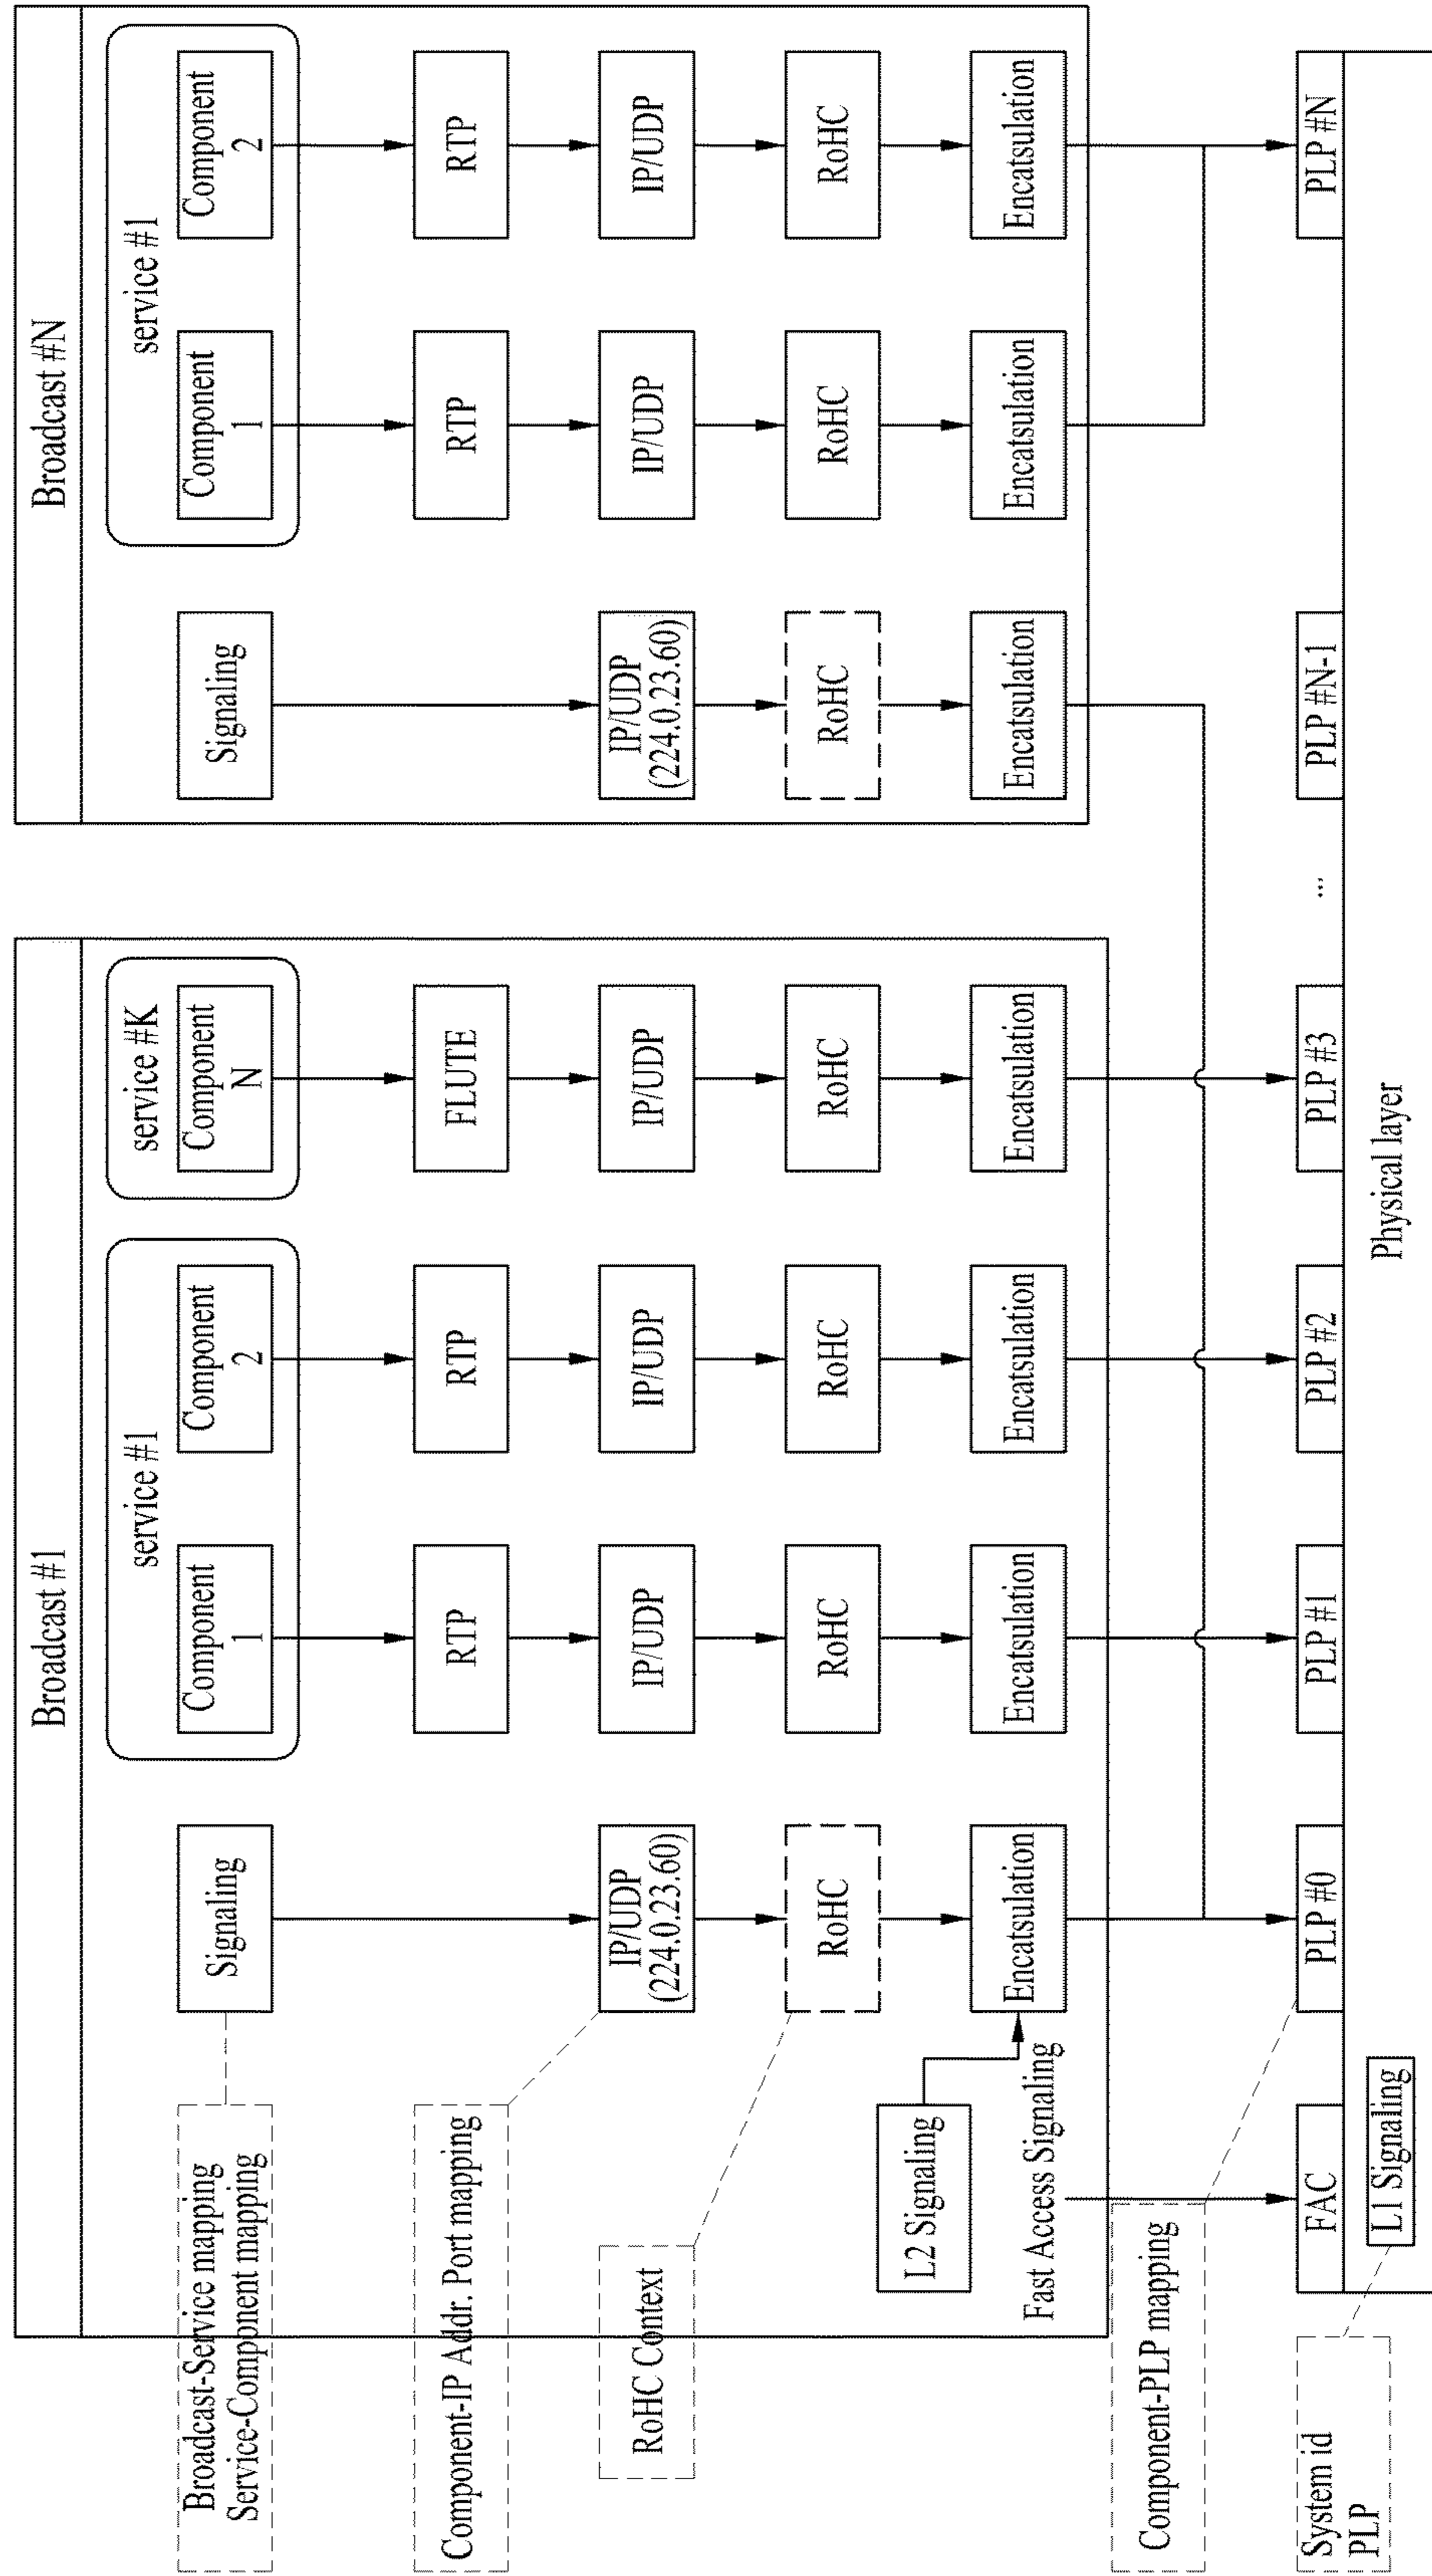 Broadcast #1
Broadcast #N
service #1
service #K
service #1
Broadcast-Service mapping
Service-Component mapping
Signaling
Component
1
Component
2
Component
N
Signaling
Component
1
Component
2
Component-IP Addr. Port mapping
RTP
RTP
FLUTE
RTP
RTP
RoHC Context
IP/UDP
(224.0.23.60)
IP/UDP
IP/UDP
IP/UDP
IP/UDP
(224.0.23.60)
IP/UDP
IP/UDP
RoHC
RoHC
RoHC
RoHC
RoHC
RoHC
RoHC
L2 Signaling
Encatsulation
Encatsulation
Encatsulation
Encatsulation
Encatsulation
Encatsulation
Encatsulation
Fast Access Signaling
Component-PLP mapping
System id
PLP
FAC
PLP #0
PLP #1
PLP #2
PLP #3
...
PLP #N-1
PLP #N
L1 Signaling
Physical layer